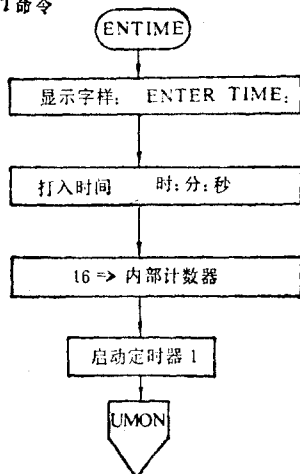 1命令
ENTIME
显示字样： ENTER TIME：
打入时间 时：分：秒
16 => 内部计数器
启动定时器 1
UMON